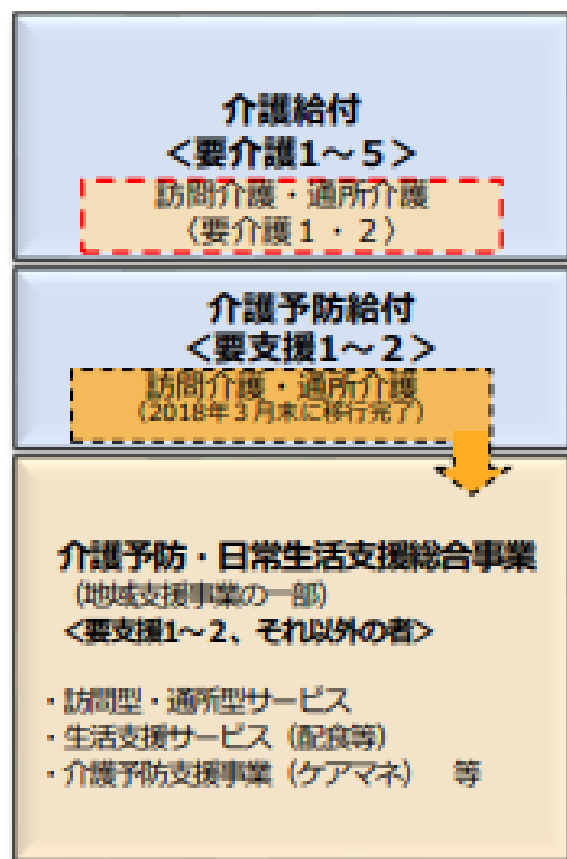 介護給付
＜要介護1～5＞
訪問介護・通所介護
（要介護１・２）
介護予防給付
＜要支援1～2＞
訪問介護・通所介護
（2018年３月末に移行完了）
介護予防・日常生活支援総合事業
（地域支援事業の一部）
＜要支援1～2、それ以外の者＞
・訪問型・通所型サービス
・生活支援サービス（配食等）
・介護予防支援事業（ケアマネ）　等